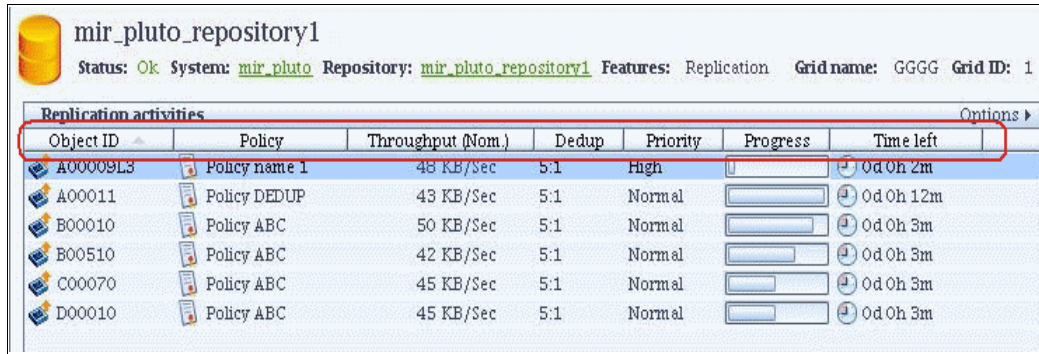 mir_pluto_repository1
Status: Ok System: mir_pluto Repository: mir_pluto_repository1 Features: Replication Grid name: GGGG Grid ID: 1
Replication activities Options
Object ID Policy Throughput (Nom.) Dedup Priority Progress Time left
A00009L3 Policy name 1 48 KB/Sec 5:1 High 0d 0h 2m
A00011 Policy DEDUP 43 KB/Sec 5:1 Normal 0d 0h 12m
B00010 Policy ABC 50 KB/Sec 5:1 Normal 0d 0h 3m
B00510 Policy ABC 42 KB/Sec 5:1 Normal 0d 0h 3m
C00070 Policy ABC 45 KB/Sec 5:1 Normal 0d 0h 3m
D00010 Policy ABC 45 KB/Sec 5:1 Normal 0d 0h 3m